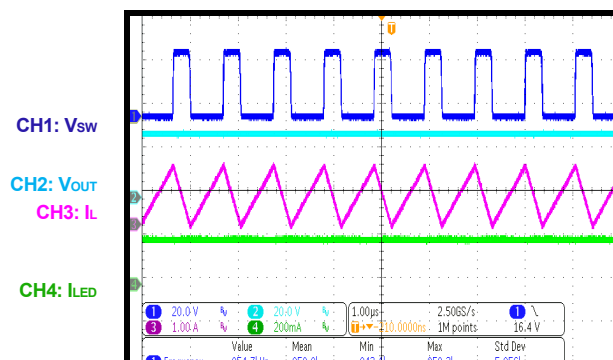 CH1: VSW
CH2: VOUT
CH3: IL
CH4: ILED
T
1
2
3
4
1 20.0 V 2 20.0 V
3 1.00 A 4 200mA
1.00µs
10.0000ns
2.50GS/s
1M points
1
16.4 V
Value Mean Min Max Std Dev